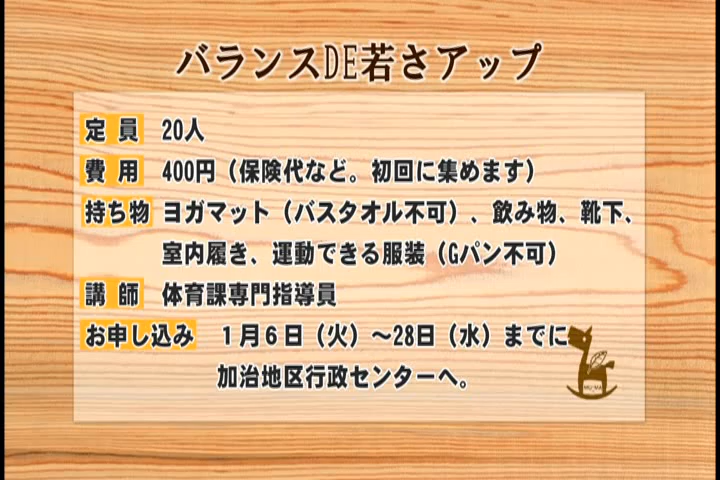 バランスDE若さアップ
定 員 20人
費 用 400円（保険代など。初回に集めます）
持ち物 ヨガマット（バスタオル不可）、飲み物、靴下、
室内履き、運動できる服装（Gパン不可）
講 師 体育課専門指導員
お申し込み １月６日（火）～28日（水）までに
加治地区行政センターへ。